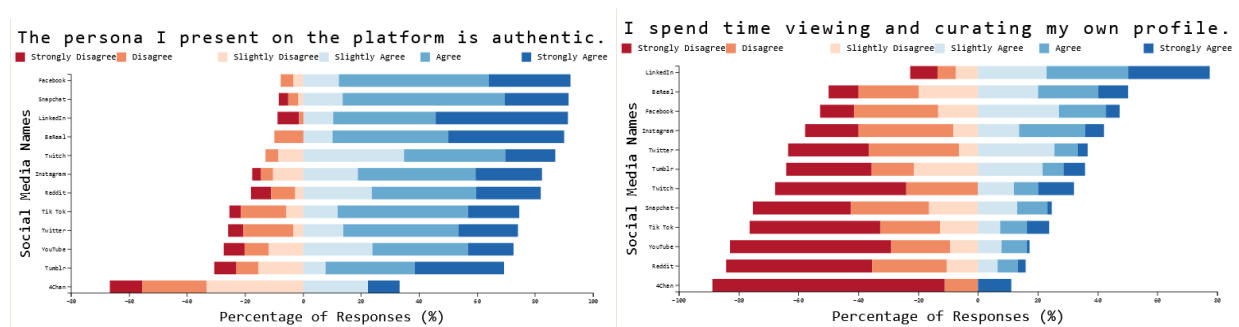 The persona I present on the platform is authentic.
Strongly Disagree Disagree Slightly Disagree Slightly Agree Agree Strongly Agree
Facebook
Snapchat
LinkedIn
BeReal
Twitch
Instagram
Reddit
Tik Tok
Twitter
YouTube
Tumblr
4Chan
Social Media Names
-80 -60 -40 -20 0 20 40 60 80 100
Percentage of Responses (%)
I spend time viewing and curating my own profile.
Strongly Disagree Disagree Slightly Disagree Slightly Agree Agree Strongly Agree
LinkedIn
BeReal
Facebook
Instagram
Twitter
Tumblr
Twitch
Snapchat
Tik Tok
YouTube
Reddit
4Chan
Social Media Names
-100 -80 -60 -40 -20 0 20 40 60 80
Percentage of Responses (%)